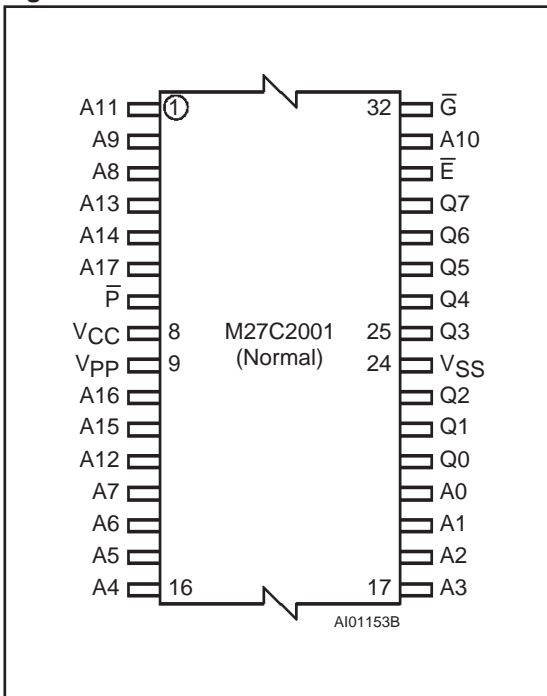 A11 1 32 G̅
A9 A10
A8 E̅
A13 Q7
A14 Q6
A17 Q5
P̅ Q4
VCC 8 M27C2001 25 Q3
VPP 9 (Normal) 24 VSS
A16 Q2
A15 Q1
A12 Q0
A7 A0
A6 A1
A5 A2
A4 16 17 A3
AI01153B